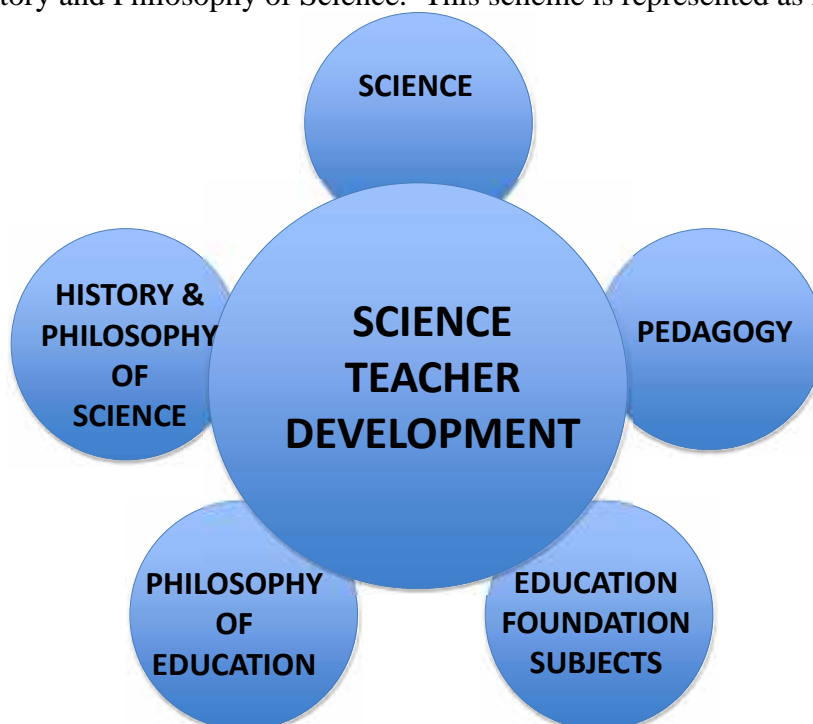 tory and Philosophy of Science. This scheme is represented as
SCIENCE
HISTORY &
PHILOSOPHY
OF
SCIENCE
SCIENCE
TEACHER
DEVELOPMENT
PEDAGOGY
PHILOSOPHY
OF
EDUCATION
EDUCATION
FOUNDATION
SUBJECTS